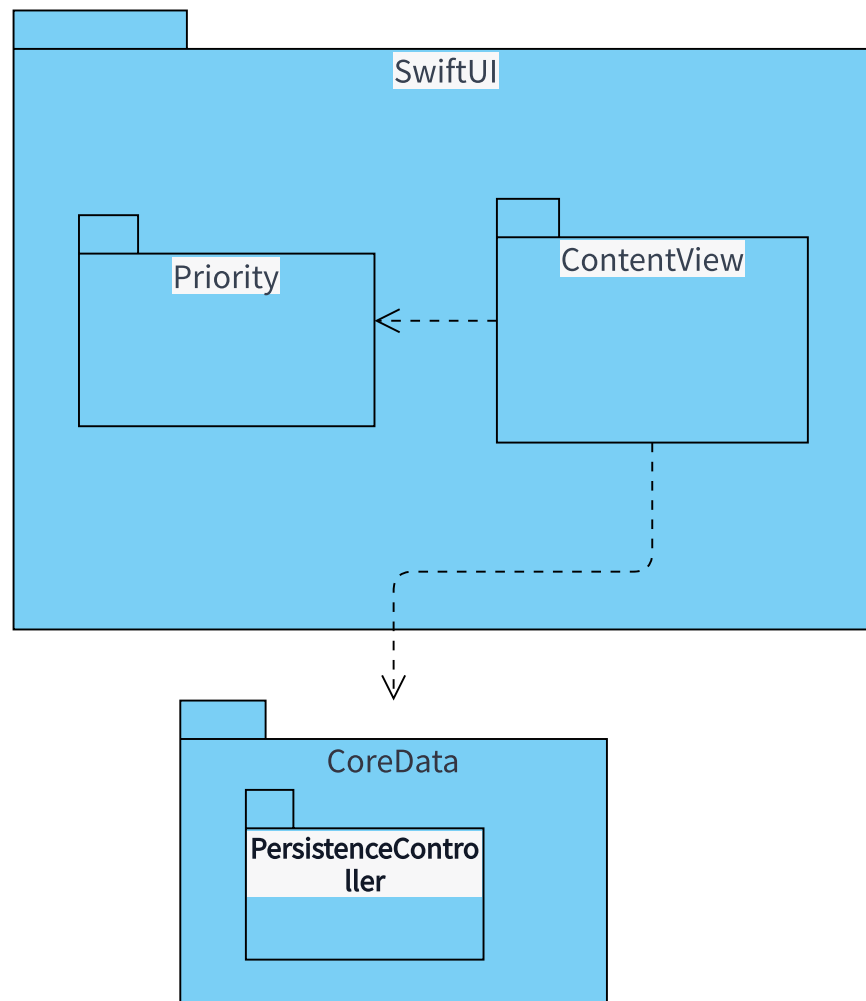 SwiftUI
Priority
ContentView
CoreData
PersistenceContro
ller